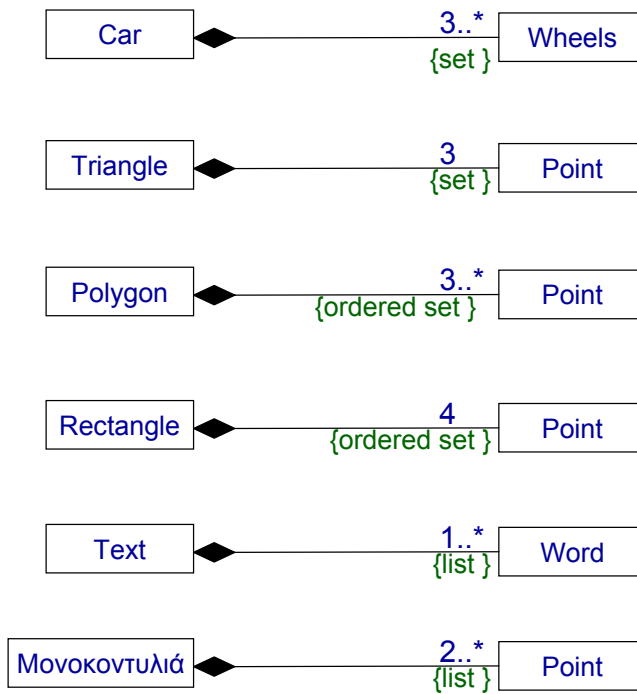 Car 3..* Wheels
{set }
Triangle 3 Point
{set }
Polygon 3..* Point
{ordered set }
Rectangle 4 Point
{ordered set }
Text 1..* Word
{list }
Μονοκοντυλιά 2..* Point
{list }